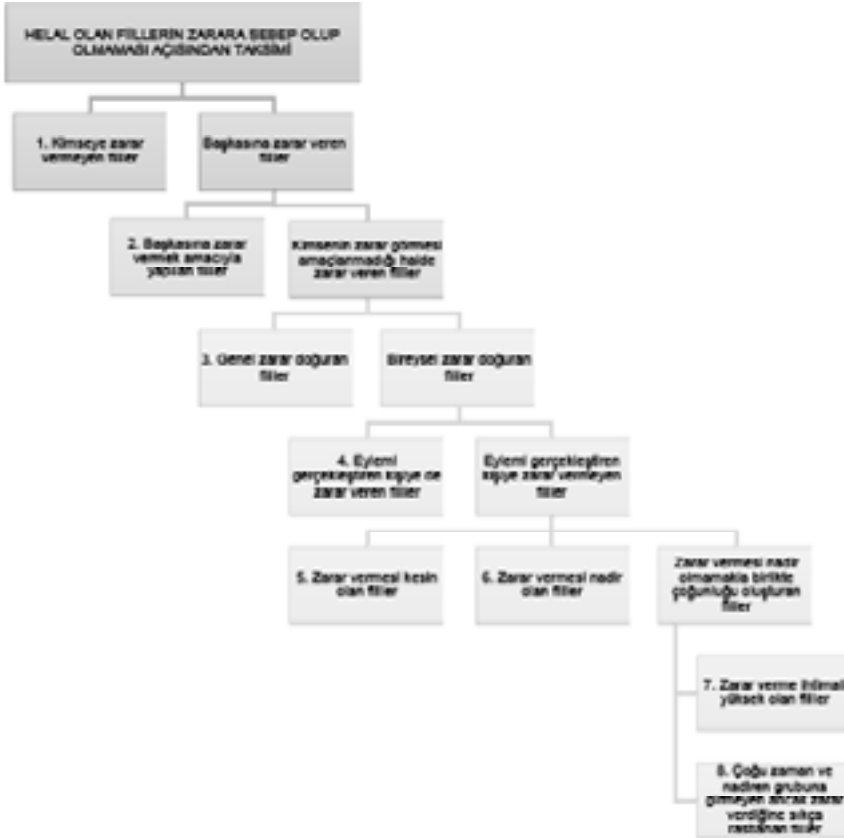 HELAL OLAN FİİLLERİN ZARARA SEBEP OLUP
OLMAMASI AÇISINDAN TAKSİMİ
1. Kimseye zarar
vermeyen fiiller
Başkasına zarar veren
fiiller
2. Başkasına zarar
vermek amacıyla
yapılan fiiller
Kimsenin zarar görmesi
amaçlanmadığı halde
zarar veren fiiller
3. Genel zarar doğuran
fiiller
Bireysel zarar doğuran
fiiller
4. Eylemi
gerçekleştiren kişiye de
zarar veren fiiller
Eylemi gerçekleştiren
kişiye zarar vermeyen
fiiller
5. Zarar vermesi kesin
olan fiiller
6. Zarar vermesi nadir
olan fiiller
Zarar vermesi nadir
olmamakla birlikte
çoğunluğu oluşturan
fiiller
7. Zarar verme ihtimali
yüksek olan fiiller
8. Çoğu zaman ve
nadiren grubuna
girmeyen ancak zarar
verdiğine sıkça
rastlanan fiiller